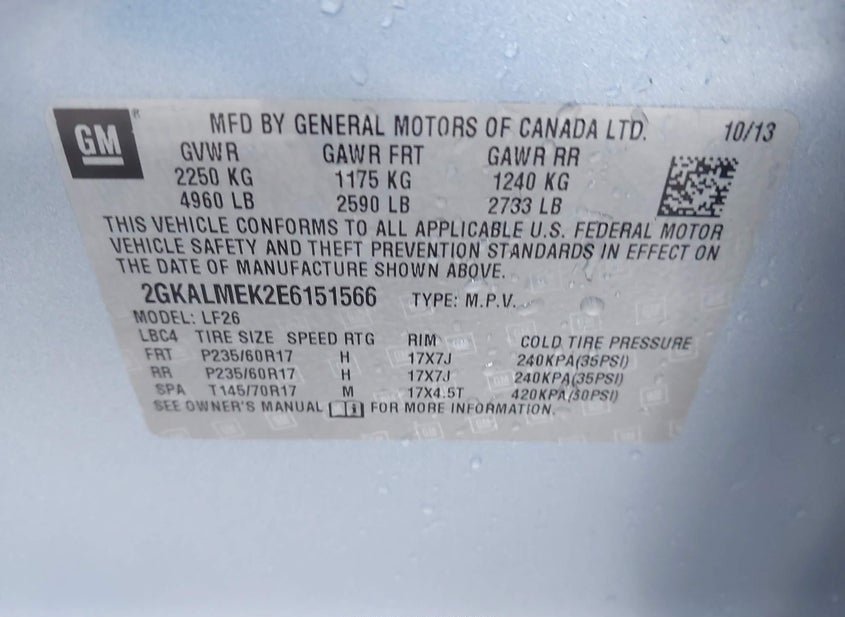 GM
MFD BY GENERAL MOTORS OF CANADA LTD. 10/13
GVWR GAWR FRT GAWR RR
2250 KG 1175 KG 1240 KG
4960 LB 2590 LB 2733 LB
THIS VEHICLE CONFORMS TO ALL APPLICABLE U.S. FEDERAL MOTOR
VEHICLE SAFETY AND THEFT PREVENTION STANDARDS IN EFFECT ON
THE DATE OF MANUFACTURE SHOWN ABOVE.
2GKALMEK2E6151566 TYPE: M.P.V.
MODEL: LF26
LBC4 TIRE SIZE SPEED RTG RIM COLD TIRE PRESSURE
FRT P235/60R17 H 17X7J 240KPA(35PSI)
RR P235/60R17 H 17X7J 240KPA(35PSI)
SPA T145/70R17 M 17X4.5T 420KPA(60PSI)
SEE OWNER'S MANUAL FOR MORE INFORMATION.